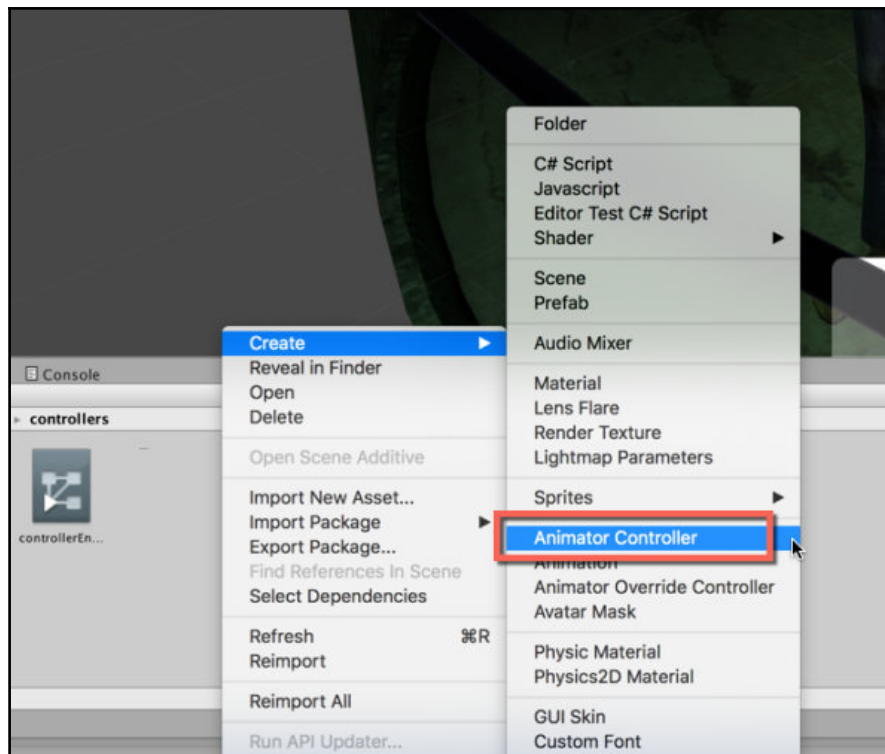 Console
controllers
controllerEn...
Create
Reveal in Finder
Open
Delete
Open Scene Additive
Import New Asset...
Import Package
Export Package...
Find References In Scene
Select Dependencies
Refresh ⌘R
Reimport
Reimport All
Run API Updater...
Folder
C# Script
Javascript
Editor Test C# Script
Shader
Scene
Prefab
Audio Mixer
Material
Lens Flare
Render Texture
Lightmap Parameters
Sprites
Animator Controller
Animation
Animator Override Controller
Avatar Mask
Physic Material
Physics2D Material
GUI Skin
Custom Font